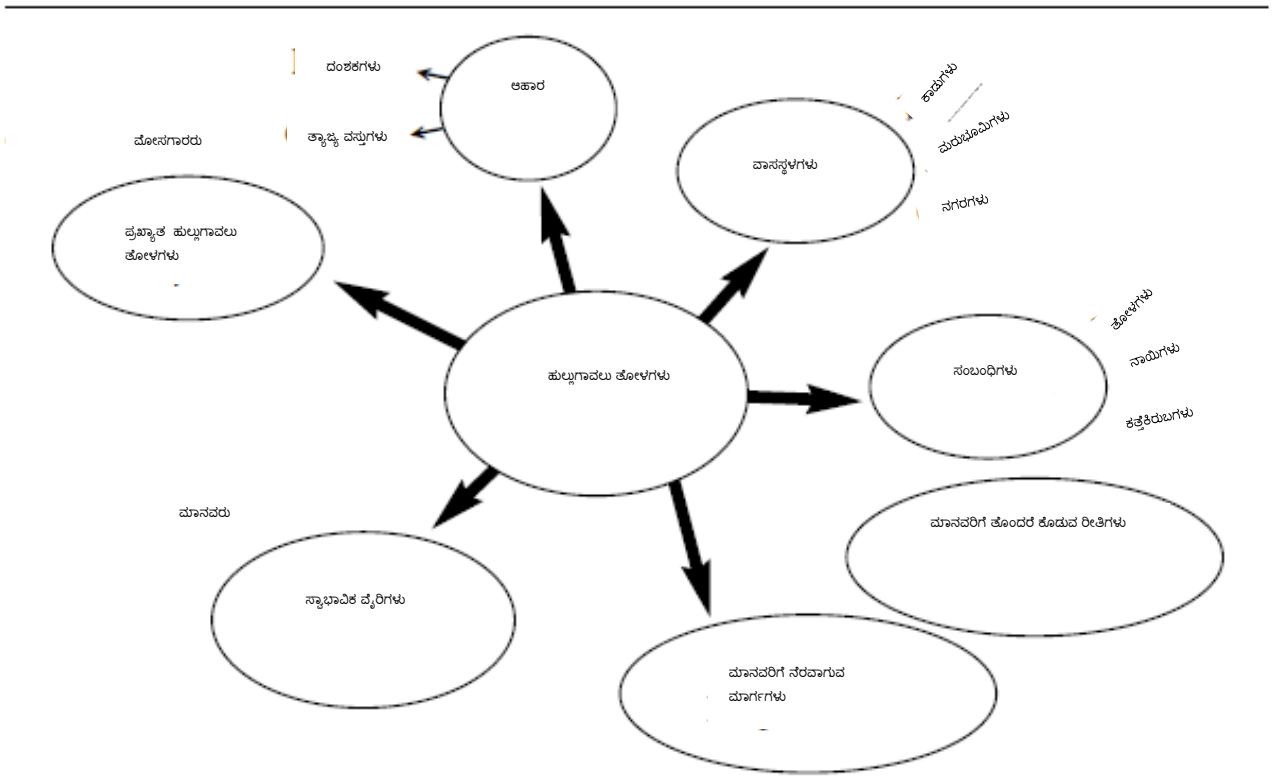 ದಂಶಕಗಳು
ಆಹಾರ
ತ್ಯಾಜ್ಯ ವಸ್ತುಗಳು
ಕಾಡುಗಳು
ಮರುಭೂಮಿಗಳು
ವಾಸಸ್ಥಳಗಳು
ನಗರಗಳು
ಮೋಸಗಾರರು
ಪ್ರಖ್ಯಾತ ಹುಲ್ಲುಗಾವಲು
ತೋಳಗಳು
ಹುಲ್ಲುಗಾವಲು ತೋಳಗಳು
ತೋಳಗಳು
ನಾಯಿಗಳು
ಸಂಬಂಧಿಗಳು
ಕತ್ತೆಕಿರುಬಗಳು
ಮಾನವರು
ಸ್ವಾಭಾವಿಕ ವೈರಿಗಳು
ಮಾನವರಿಗೆ ತೊಂದರೆ ಕೊಡುವ ರೀತಿಗಳು
ಮಾನವರಿಗೆ ನೆರವಾಗುವ
ಮಾರ್ಗಗಳು